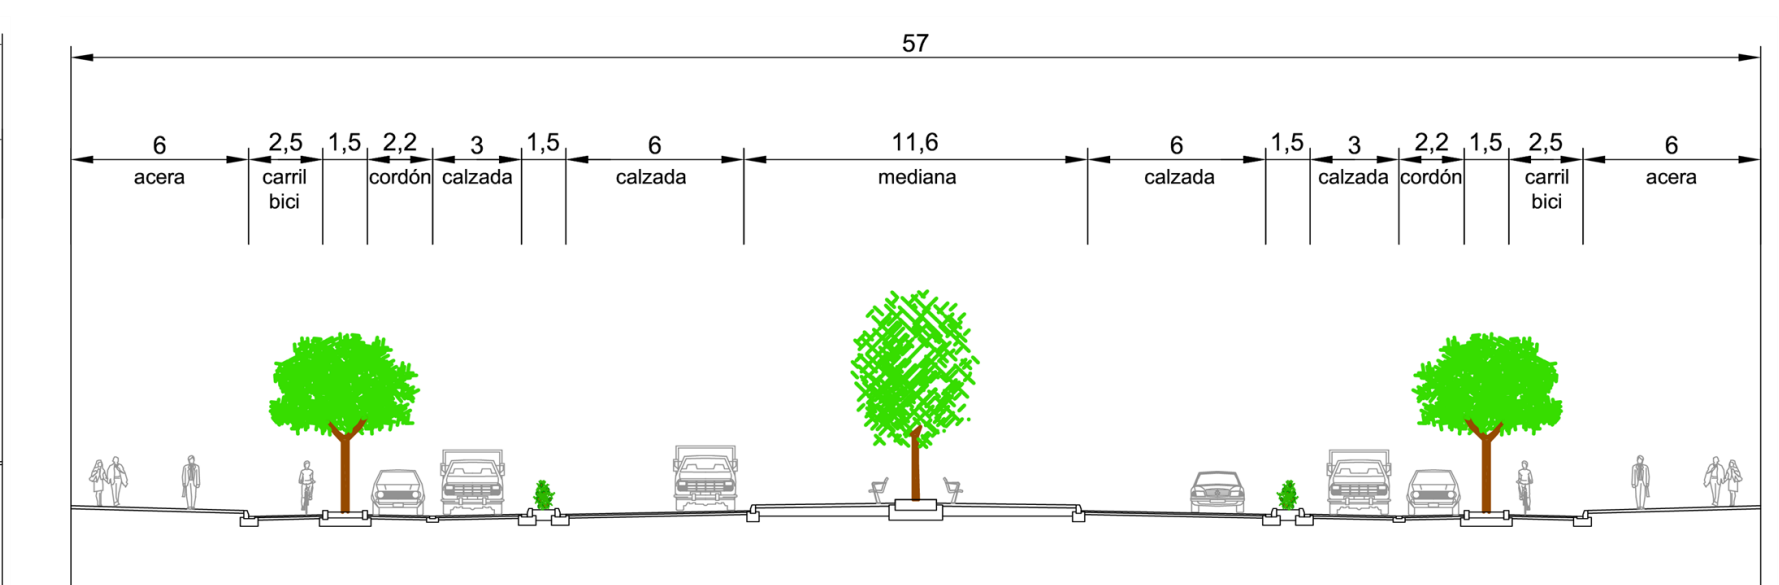 57
6 2,5 1,5 2,2 3 1,5 6 11,6 6 1,5 3 2,2 1,5 2,5 6
acera carril cordón calzada calzada mediana calzada calzada cordón carril acera
bici bici